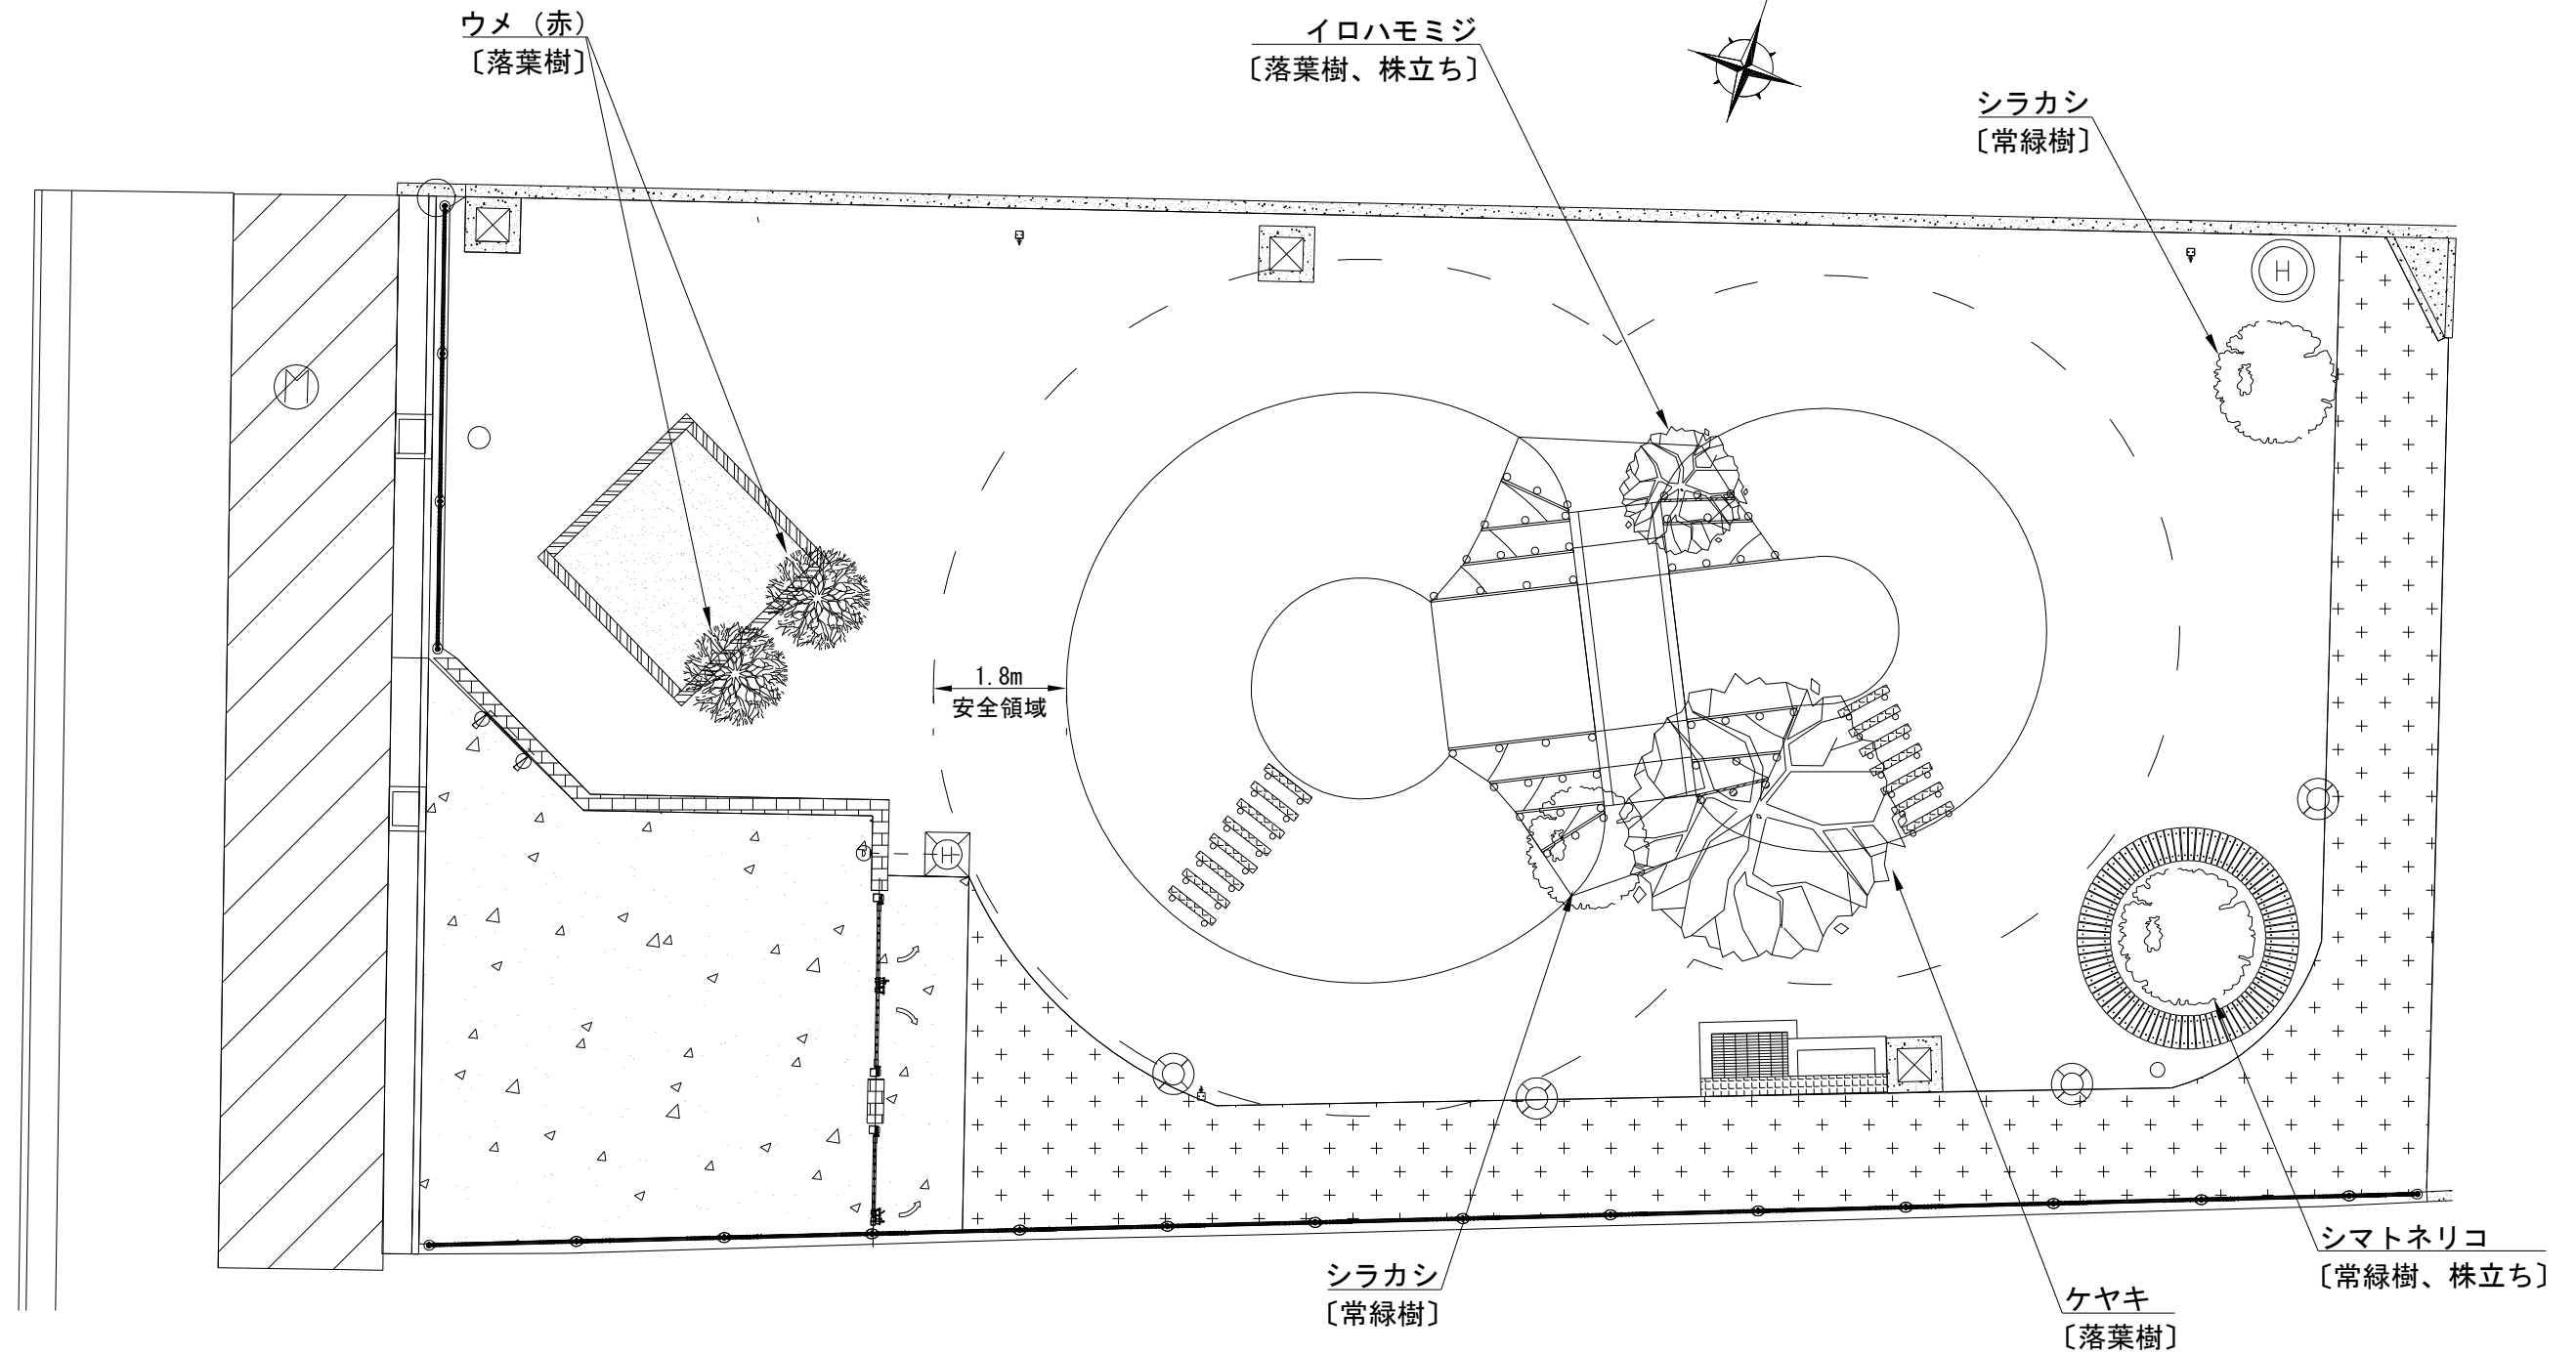 ウメ（赤）
〔落葉樹〕
イロハモミジ
〔落葉樹、株立ち〕
シラカシ
〔常緑樹〕
H
M
1.8m
安全領域
H
シマトネリコ
〔常緑樹、株立ち〕
シラカシ
〔常緑樹〕
ケヤキ
〔落葉樹〕